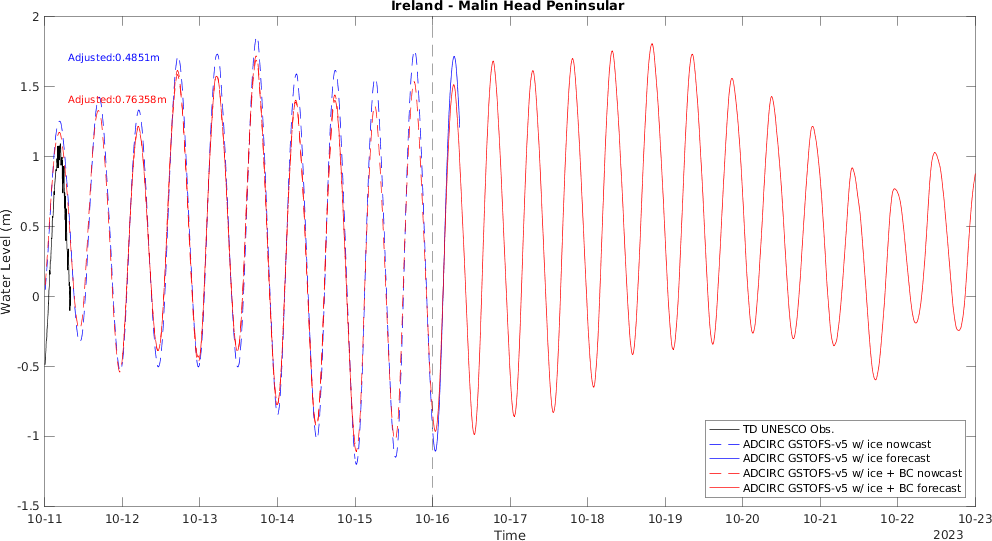 Ireland - Malin Head Peninsular
2
1.5
1
0.5
0
-0.5
-1
-1.5
Water Level (m)
Adjusted:0.4851m
Adjusted:0.76358m
TD UNESCO Obs.
ADCIRC GSTOFS-v5 w/ ice nowcast
ADCIRC GSTOFS-v5 w/ ice forecast
ADCIRC GSTOFS-v5 w/ ice + BC nowcast
ADCIRC GSTOFS-v5 w/ ice + BC forecast
10-11 10-12 10-13 10-14 10-15 10-16 10-17 10-18 10-19 10-20 10-21 10-22 10-23
Time
2023